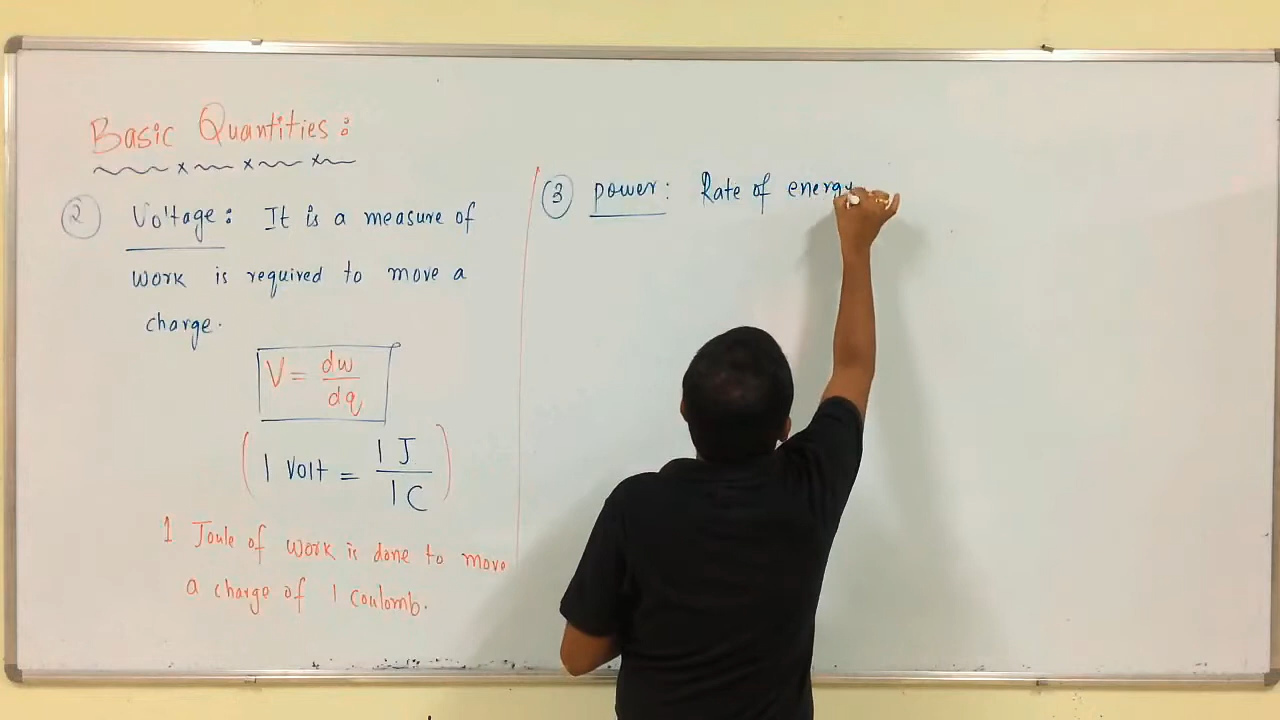 Basic Quantities:
2 Voltage: It is a measure of
work is required to move a
charge.
V = dw/dq
(1 Volt = 1 J / 1 C)
1 Joule of work is done to move
a charge of 1 Coulomb.
3 power: Rate of energy